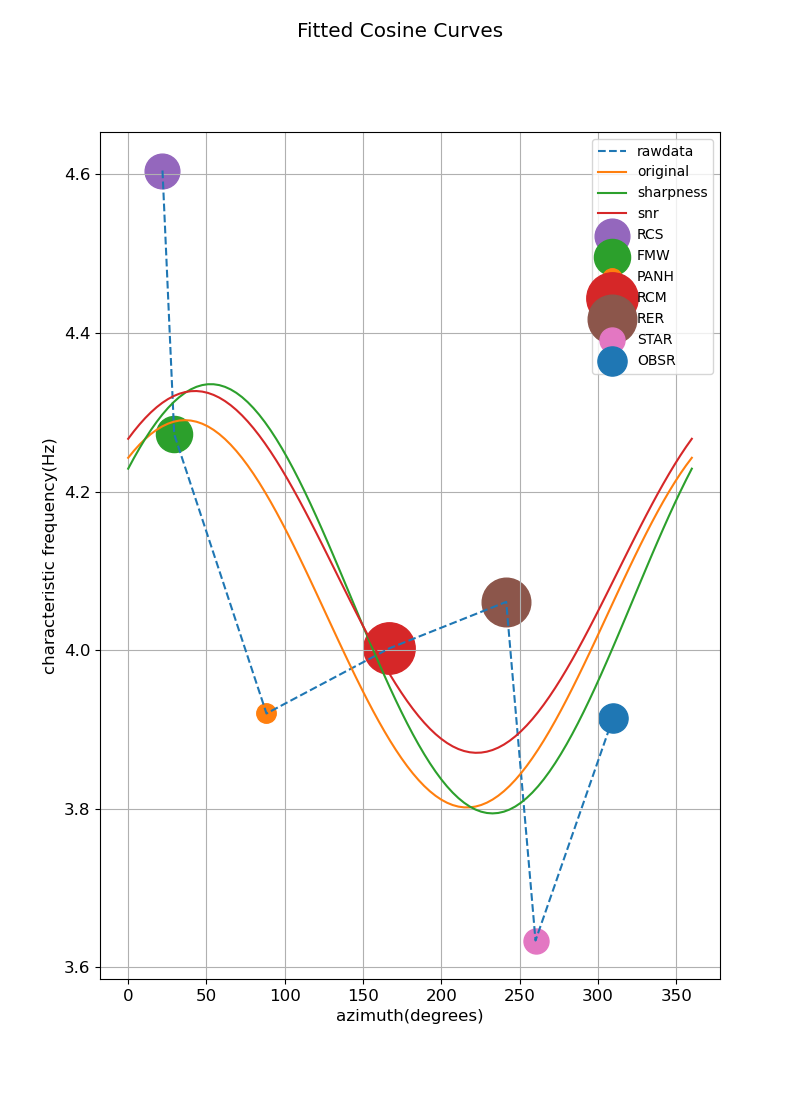 Fitted Cosine Curves
rawdata
original
sharpness
snr
RCS
FMW
PANH
RCM
RER
STAR
OBSR
characteristic frequency(Hz)
4.6
4.4
4.2
4.0
3.8
3.6
0 50 100 150 200 250 300 350
azimuth(degrees)